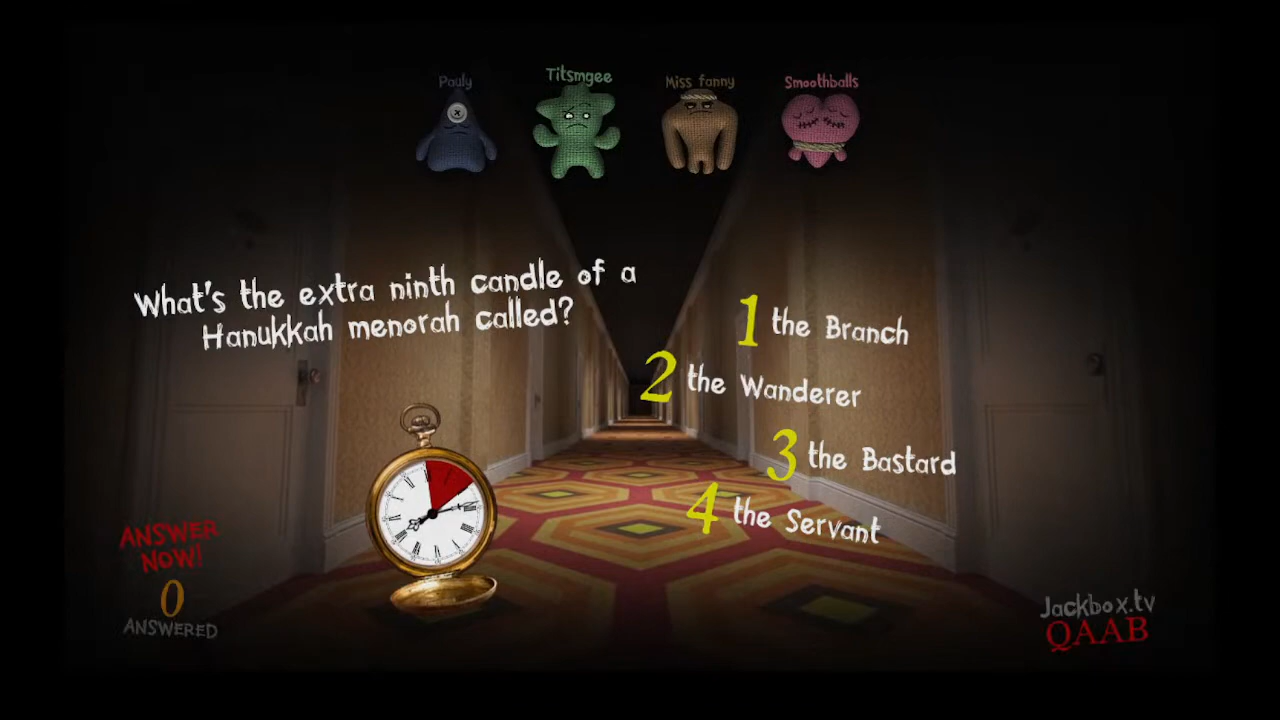 Pauly
Titsmgee
Miss fanny
Smoothballs
What's the extra ninth candle of a
Hanukkah menorah called?
1 the Branch
2 the Wanderer
3 the Bastard
4 the Servant
ANSWER
NOW!
0
ANSWERED
Jackbox.tv
QAAB